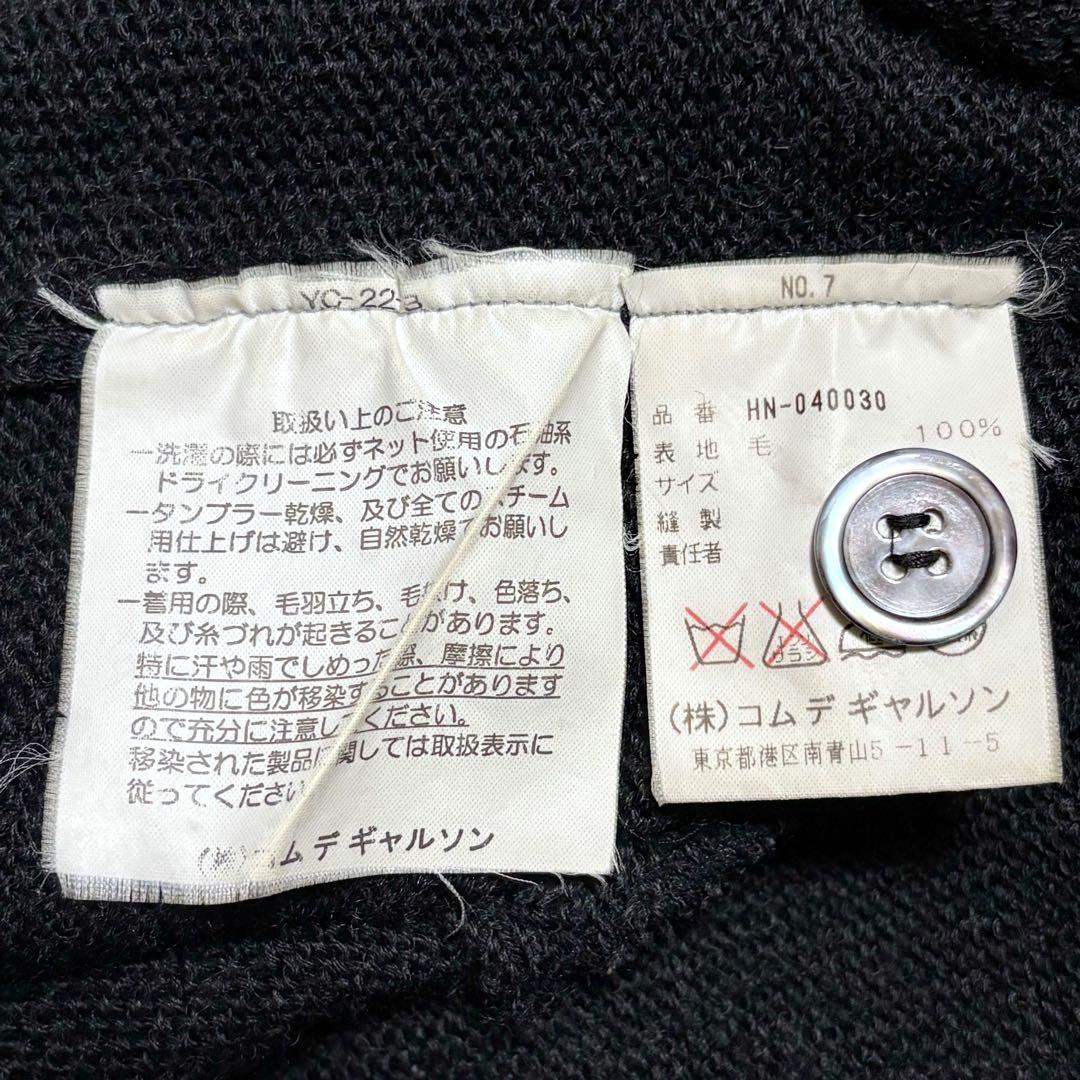 YO-22-3
取扱い上のご注意
一洗濯の際には必ずネット使用の石油系
ドライクリーニングでお願いします。
一タンブラー乾燥、及び全てのスチーム
用仕上げは避け、自然乾燥でお願いし
ます。
一着用の際、毛羽立ち、毛抜け、色落ち、
及び糸づれが起きることがあります。
特に汗や雨でしめった際、摩擦により
他の物に色が移染することがあります
ので充分に注意してください。
移染された製品に関しては取扱表示に
従ってください
(株)コム デ ギャルソン
NO.7
品 番 HN-040030
表 地 毛 100%
サイズ
縫 製
責任者
エンソ
サラシ
(株)コム デ ギャルソン
東京都港区南青山5-11-5